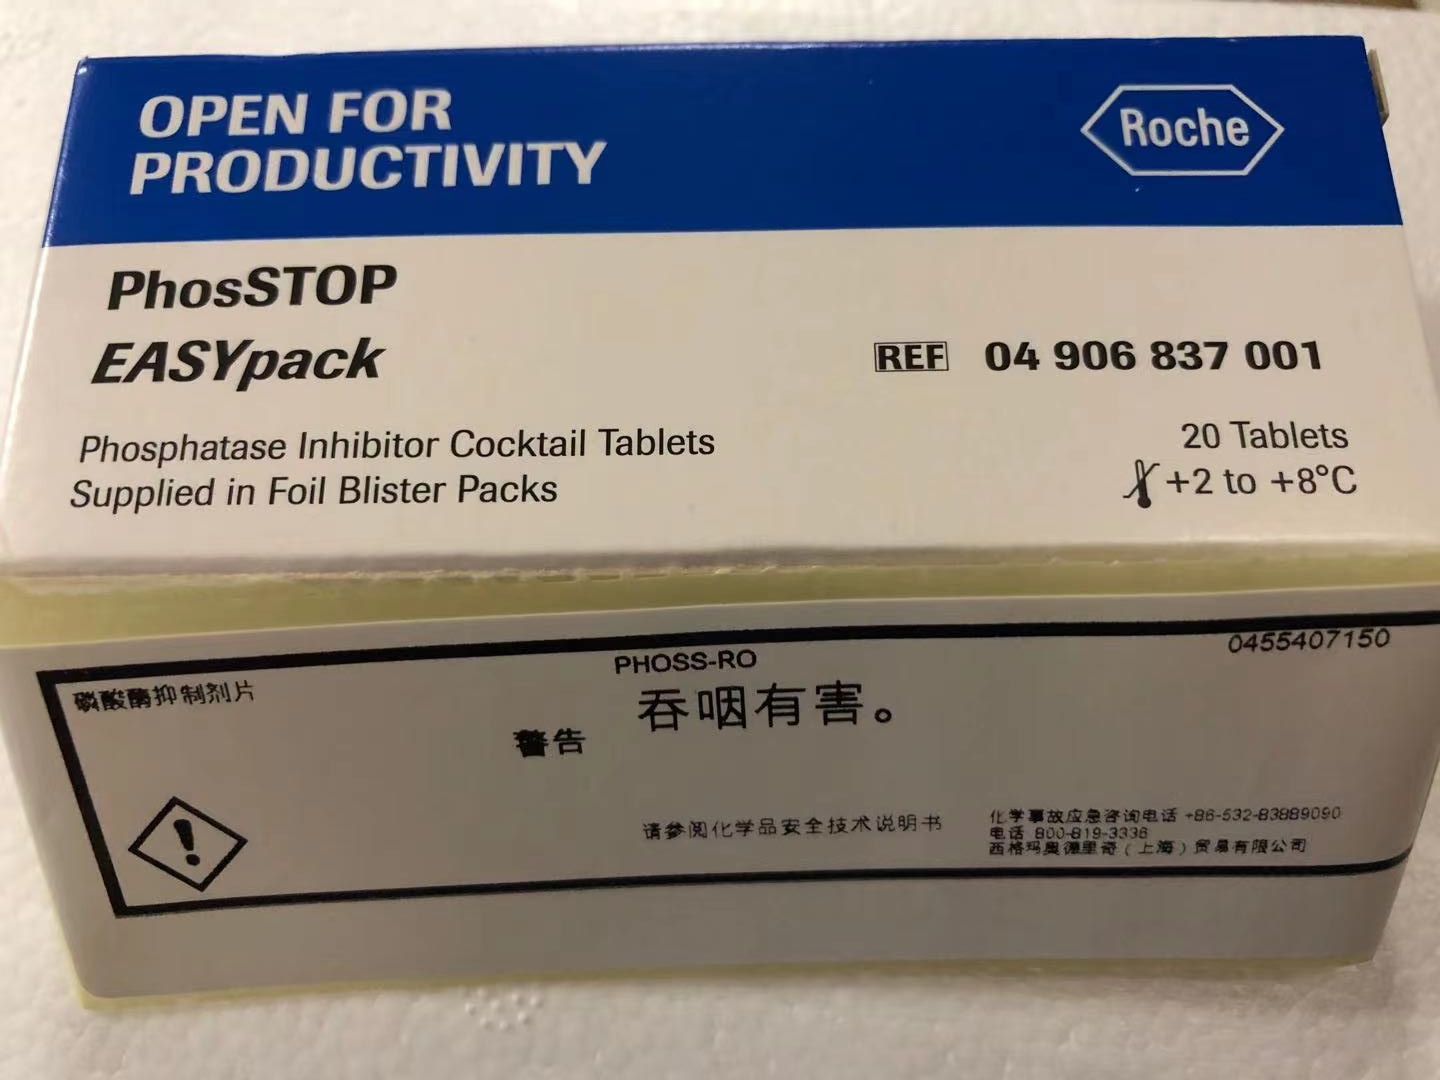 OPEN FOR
PRODUCTIVITY
Roche
PhosSTOP
EASYpack
REF 04 906 837 001
Phosphatase Inhibitor Cocktail Tablets
Supplied in Foil Blister Packs
20 Tablets
+2 to +8°C
PHOSS-RO
0455407150
磷酸酶抑制剂片
吞咽有害。
警告
请参阅化学品安全技术说明书
化学事故应急咨询电话 +86-532-83889090
电话 800-819-3336
西格玛奥德里奇(上海)贸易有限公司